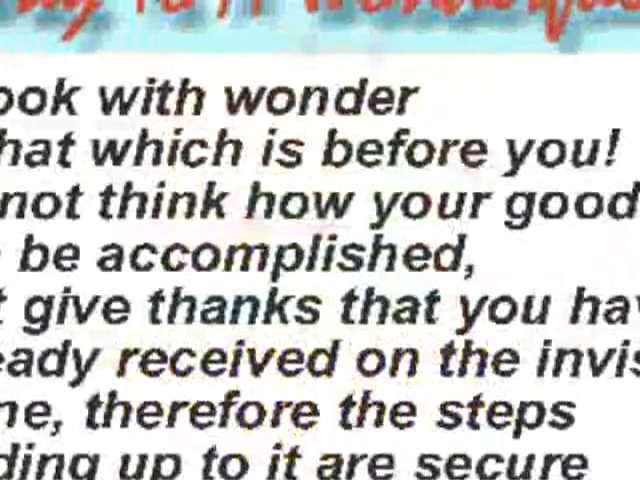 ook with wonder
hat which is before you!
not think how your good
be accomplished,
t give thanks that you hav
eady received on the invis
ne, therefore the steps
ding up to it are secure